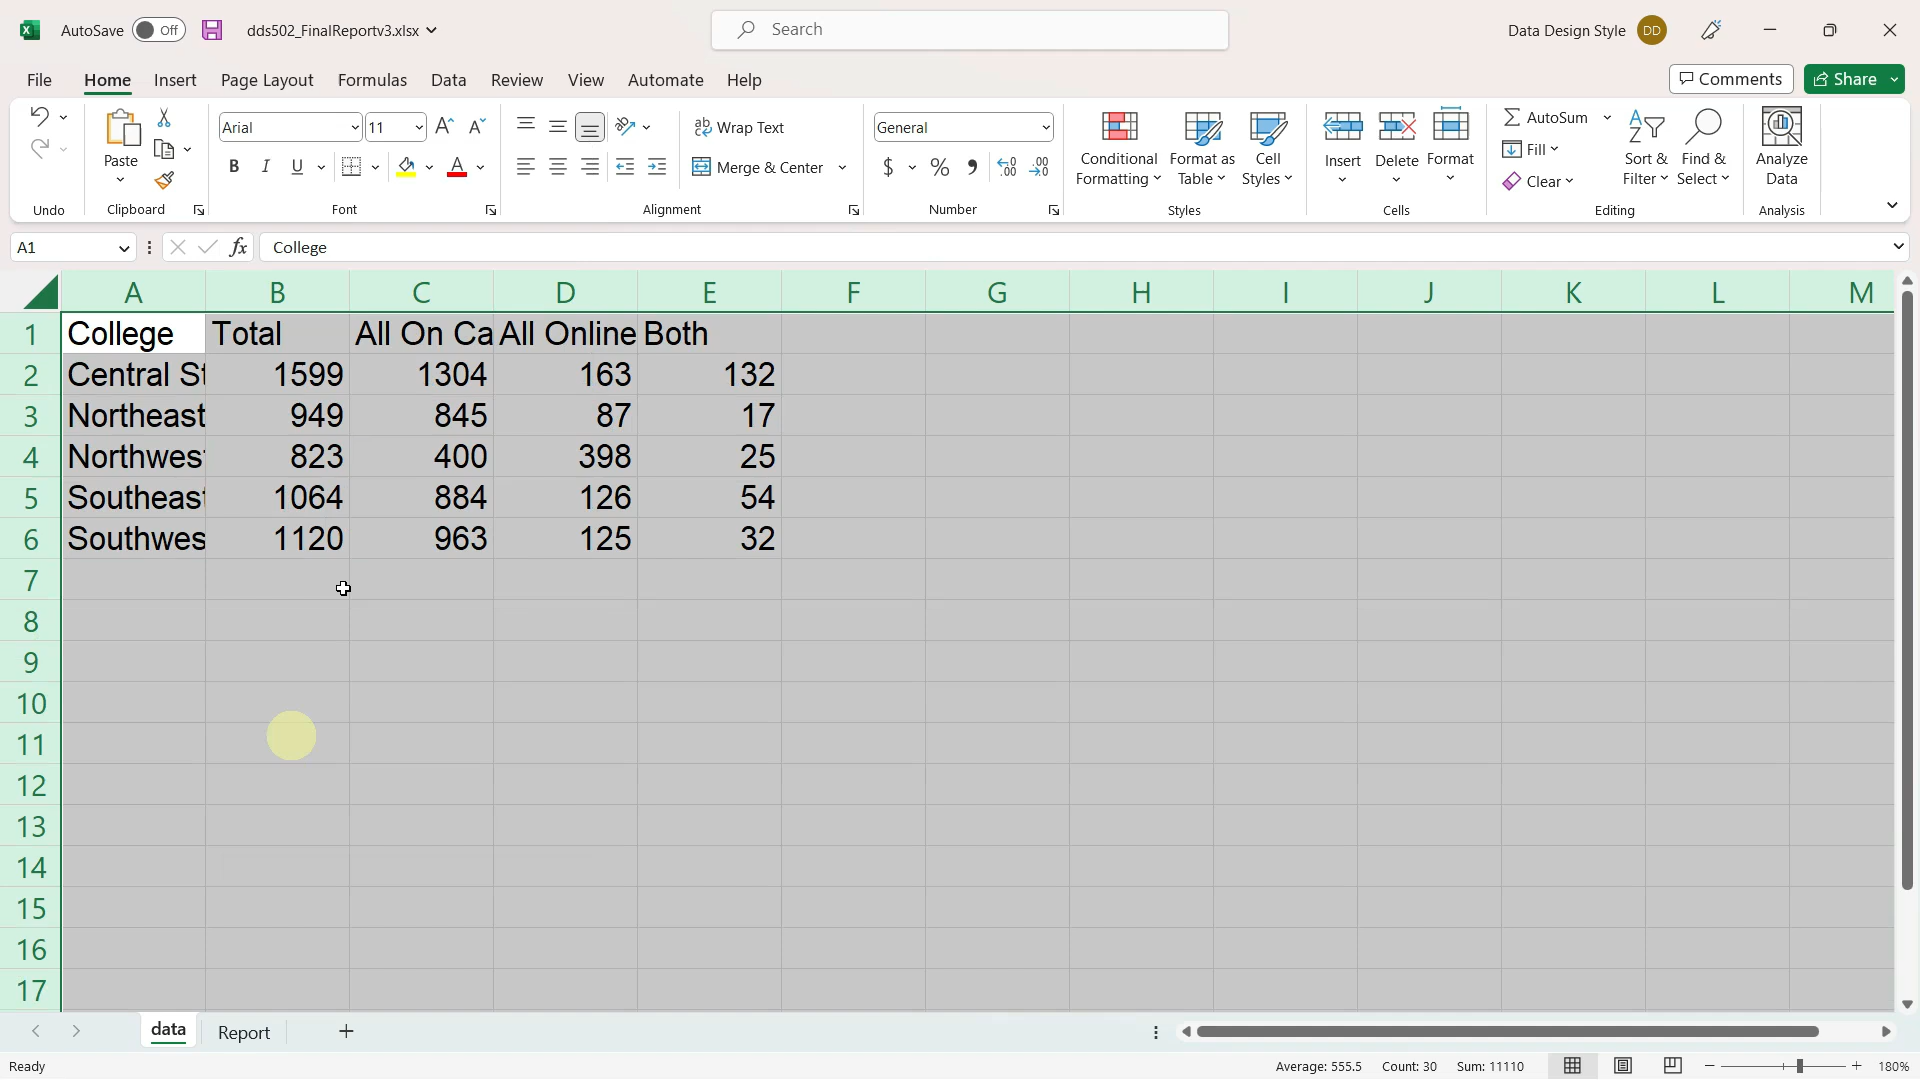 AutoSave Off dds502_FinalReportv3.xlsx Search Data Design Style DD
File Home Insert Page Layout Formulas Data Review View Automate Help Comments Share
Paste
Arial 11
B I U A
Wrap Text
Merge & Center
General
$ % ,
Conditional Formatting
Format as Table
Cell Styles
Insert Delete Format
AutoSum
Fill
Clear
Sort & Filter
Find & Select
Analyze Data
Undo Clipboard Font Alignment Number Styles Cells Editing Analysis
A1 fx College
A B C D E F G H I J K L M
1 College Total All On Ca All Online Both
2 Central St 1599 1304 163 132
3 Northeast 949 845 87 17
4 Northwest 823 400 398 25
5 Southeast 1064 884 126 54
6 Southwes 1120 963 125 32
7
8
9
10
11
12
13
14
15
16
17
data Report +
Ready Average: 555.5 Count: 30 Sum: 11110 180%